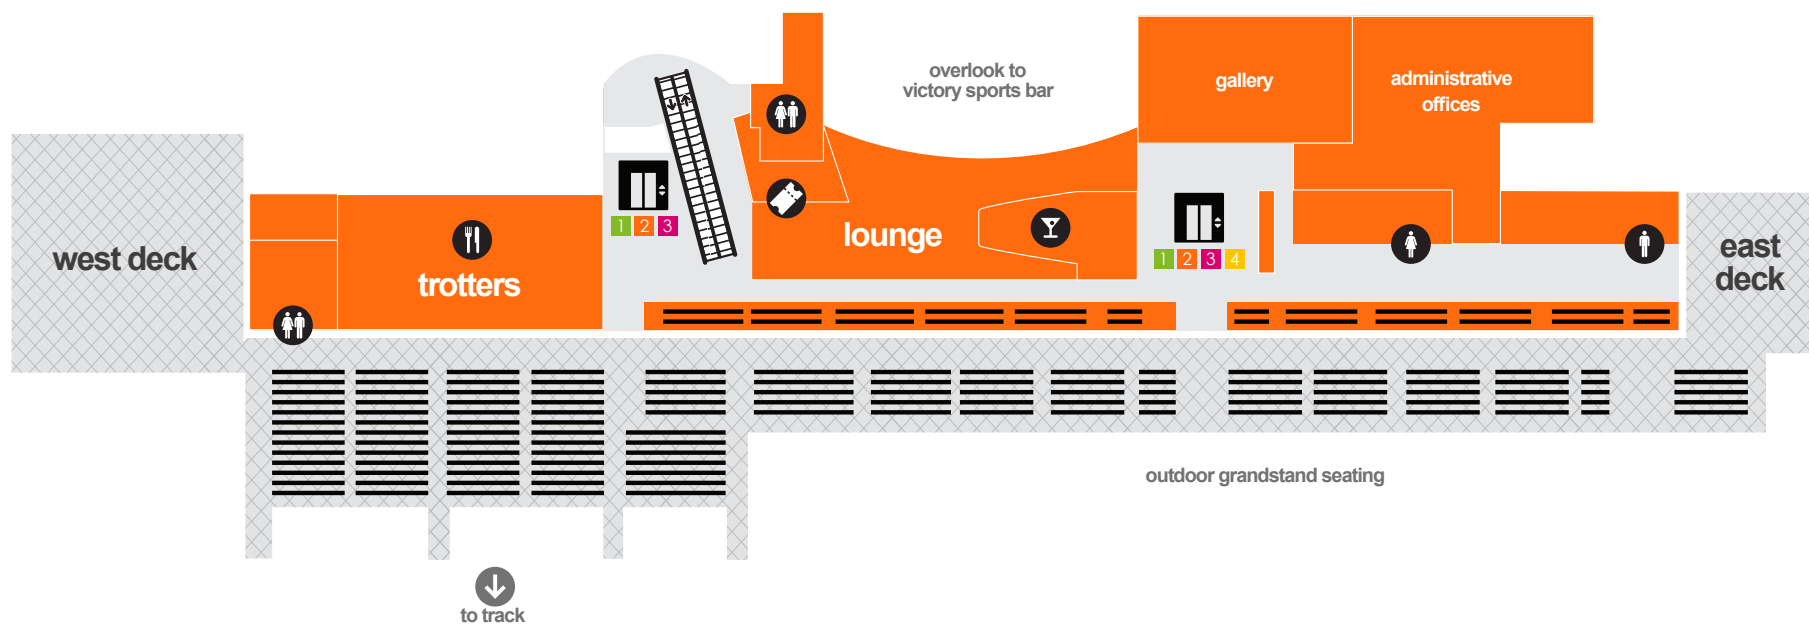 overlook to
victory sports bar
gallery
administrative
offices
1 2 3
west deck
trotters
lounge
1 2 3 4
east
deck
outdoor grandstand seating
to track